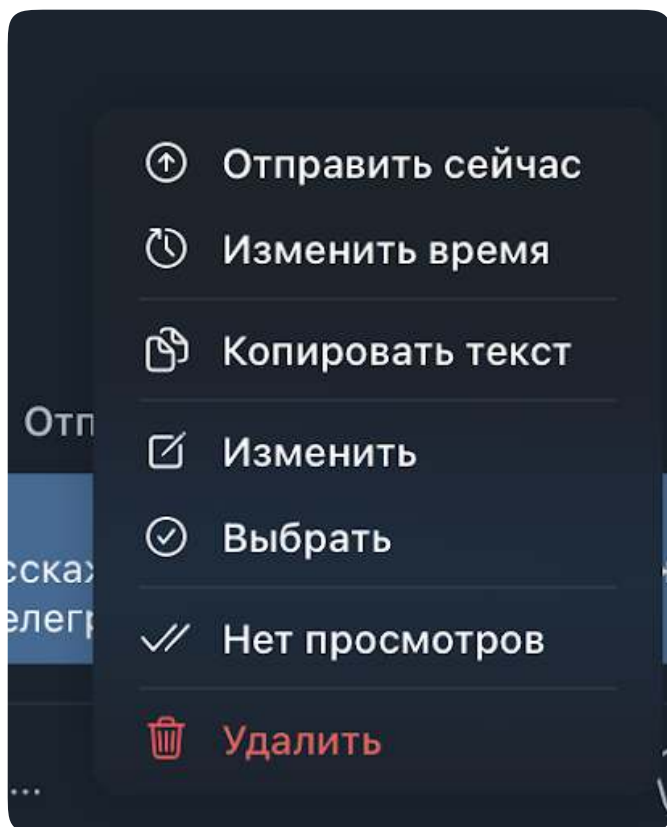 Отправить сейчас
Изменить время
Копировать текст
Изменить
Выбрать
Нет просмотров
Удалить
...